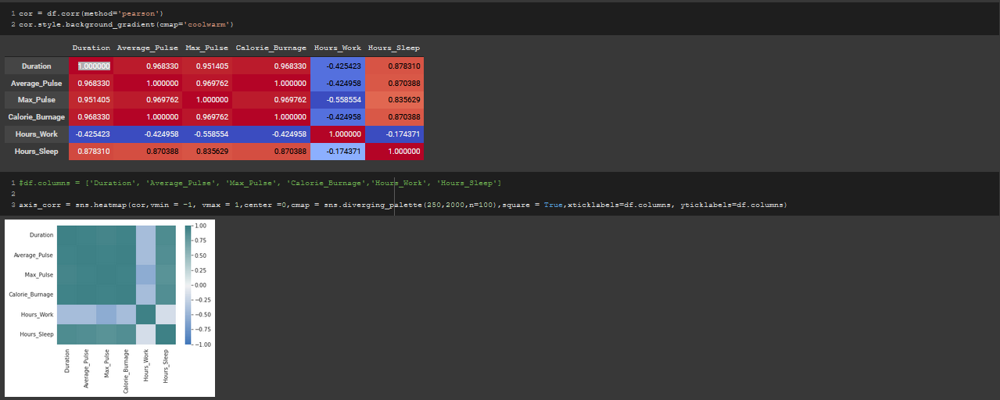 1 cor = df.corr(method='pearson')
2 cor.style.background_gradient(cmap='coolwarm')
Duration Average_Pulse Max_Pulse Calorie_Burnage Hours_Work Hours_Sleep
Duration 1.000000 0.968330 0.951405 0.968330 -0.425423 0.878310
Average_Pulse 0.968330 1.000000 0.969762 1.000000 -0.424958 0.870388
Max_Pulse 0.951405 0.969762 1.000000 0.969762 -0.558554 0.835629
Calorie_Burnage 0.968330 1.000000 0.969762 1.000000 -0.424958 0.870388
Hours_Work -0.425423 -0.424958 -0.558554 -0.424958 1.000000 -0.174371
Hours_Sleep 0.878310 0.870388 0.835629 0.870388 -0.174371 1.000000
1 #df.columns = ['Duration', 'Average_Pulse', 'Max_Pulse', 'Calorie_Burnage','Hours_Work', 'Hours_Sleep']
2
3 axis_corr = sns.heatmap(cor,vmin = -1, vmax = 1,center =0,cmap = sns.diverging_palette(250,2000,n=100),square = True,xticklabels=df.columns, yticklabels=df.columns)
Duration
Average_Pulse
Max_Pulse
Calorie_Burnage
Hours_Work
Hours_Sleep
1.00
0.75
0.50
0.25
0.00
−0.25
−0.50
−0.75
−1.00
Duration
Average_Pulse
Max_Pulse
Calorie_Burnage
Hours_Work
Hours_Sleep